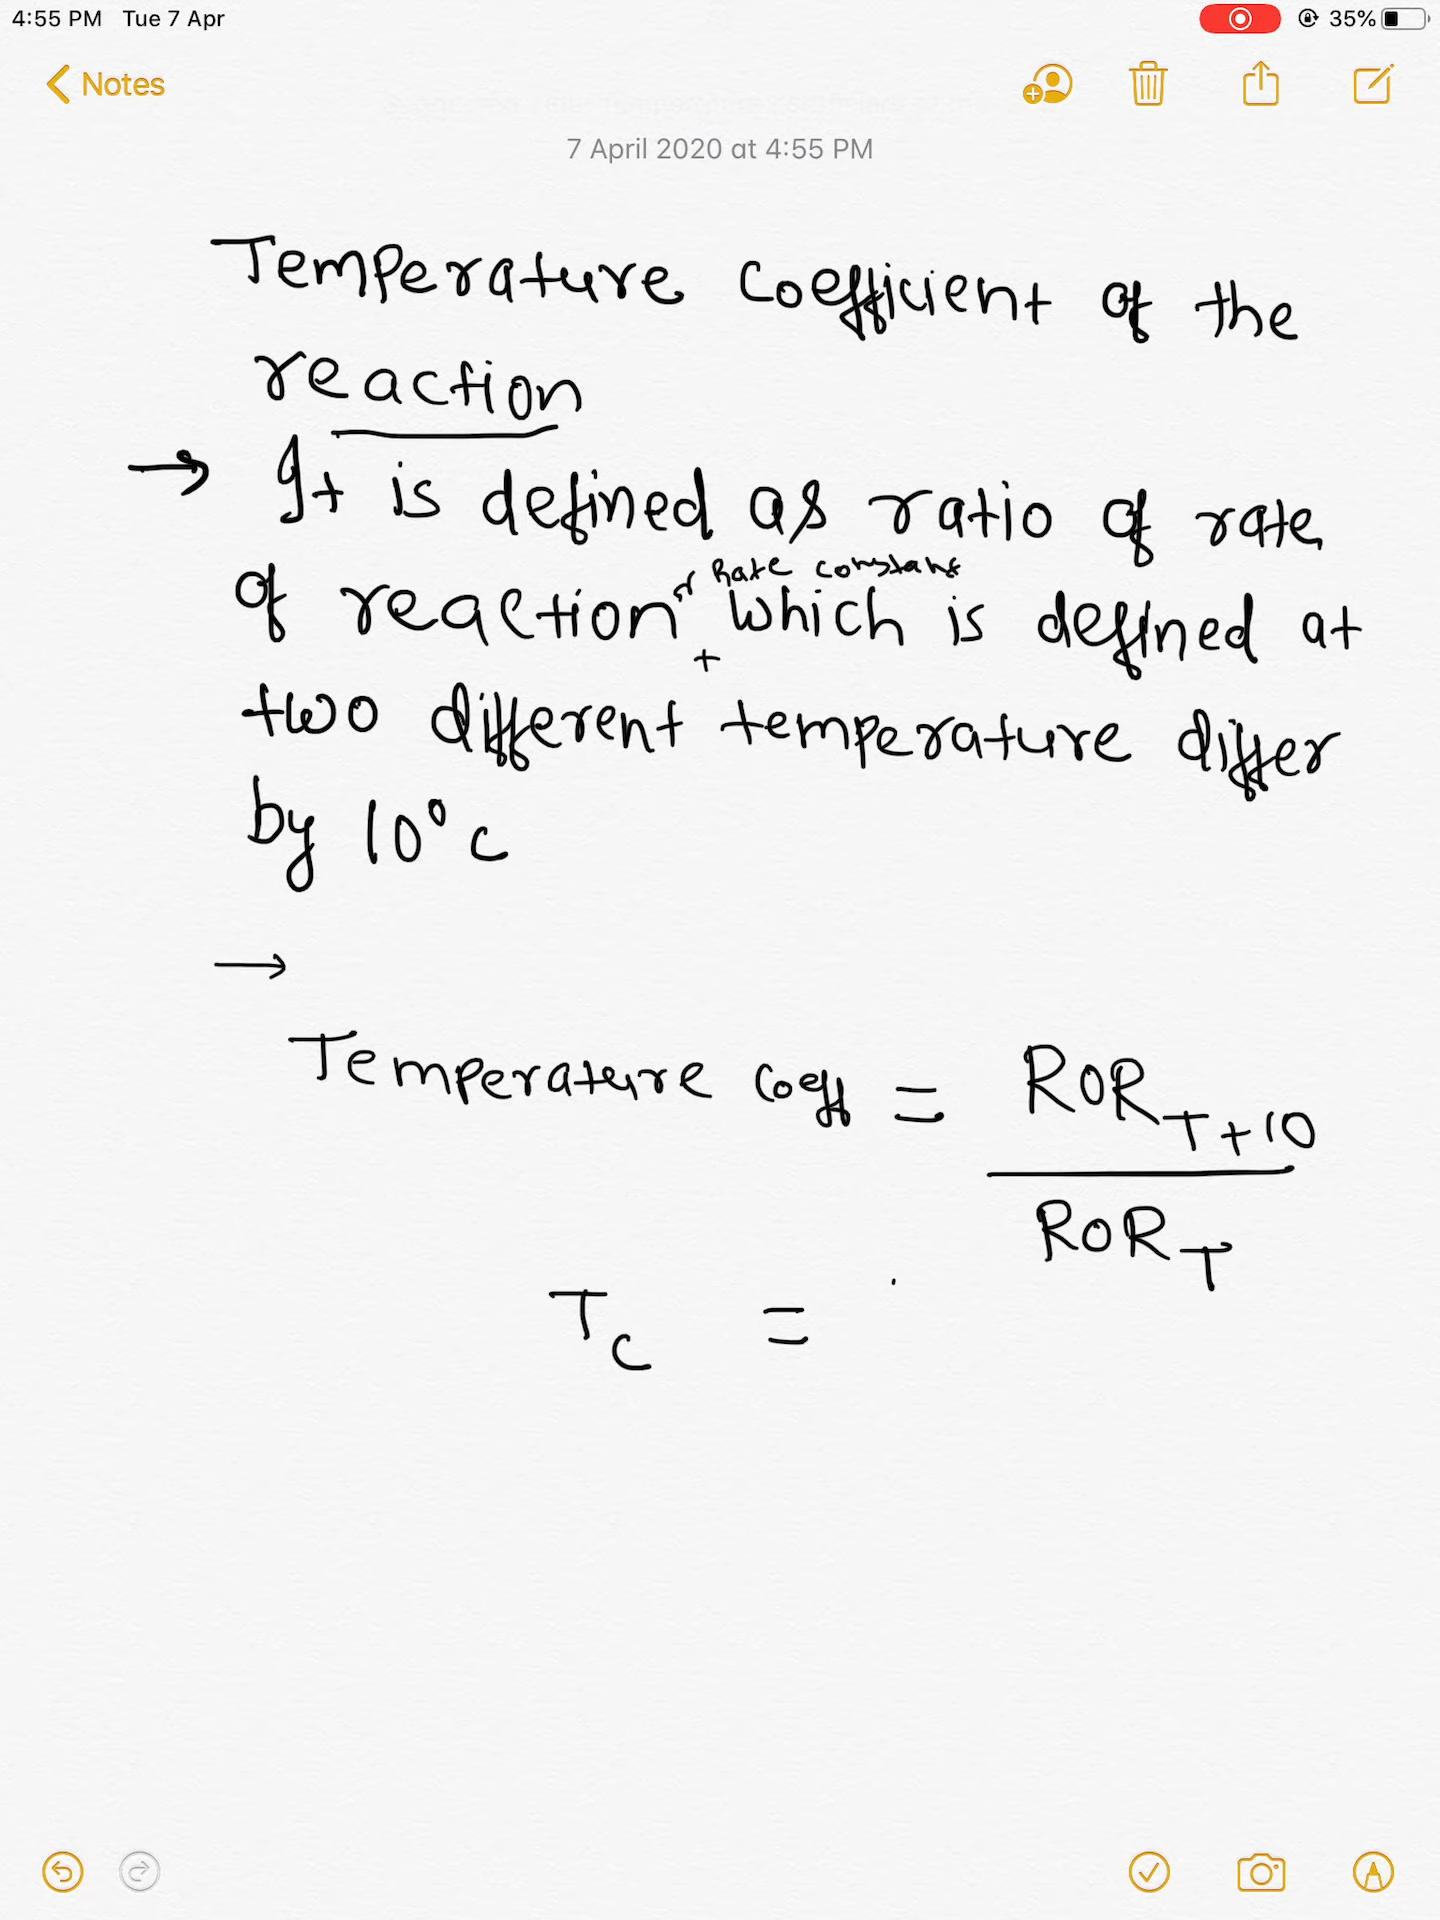 4:55 PM Tue 7 Apr 35%
Notes
7 April 2020 at 4:55 PM
Temperature coefficient of the
reaction
→ It is defined as ratio of rate
or Rate constant
of reaction which is defined at
+
two different temperature differ
by 10°c
→
Temperature coeff = ROR T+10
ROR T
Tc =